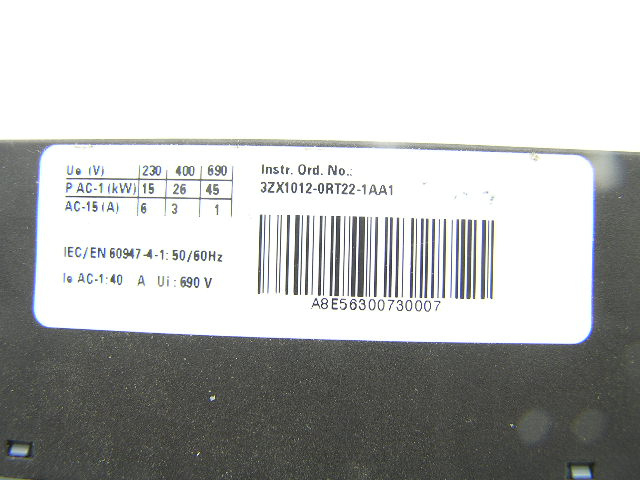 Ue (V) 230 400 690
P AC-1 (kW) 15 26 45
AC-15 (A) 6 3 1
IEC/EN 60947-4-1: 50/60Hz
Ie AC-1: 40 A Ui: 690 V
Instr. Ord. No.:
3ZX1012-0RT22-1AA1
A8E56300730007